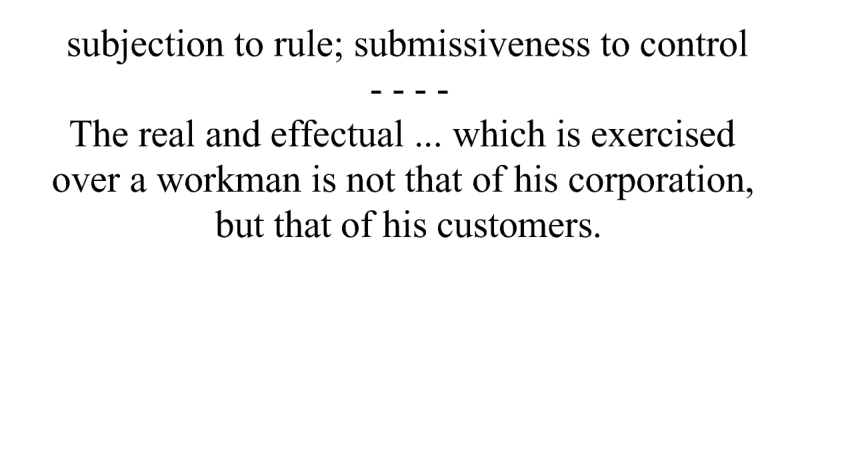 subjection to rule; submissiveness to control
- - - -
The real and effectual ... which is exercised
over a workman is not that of his corporation,
but that of his customers.